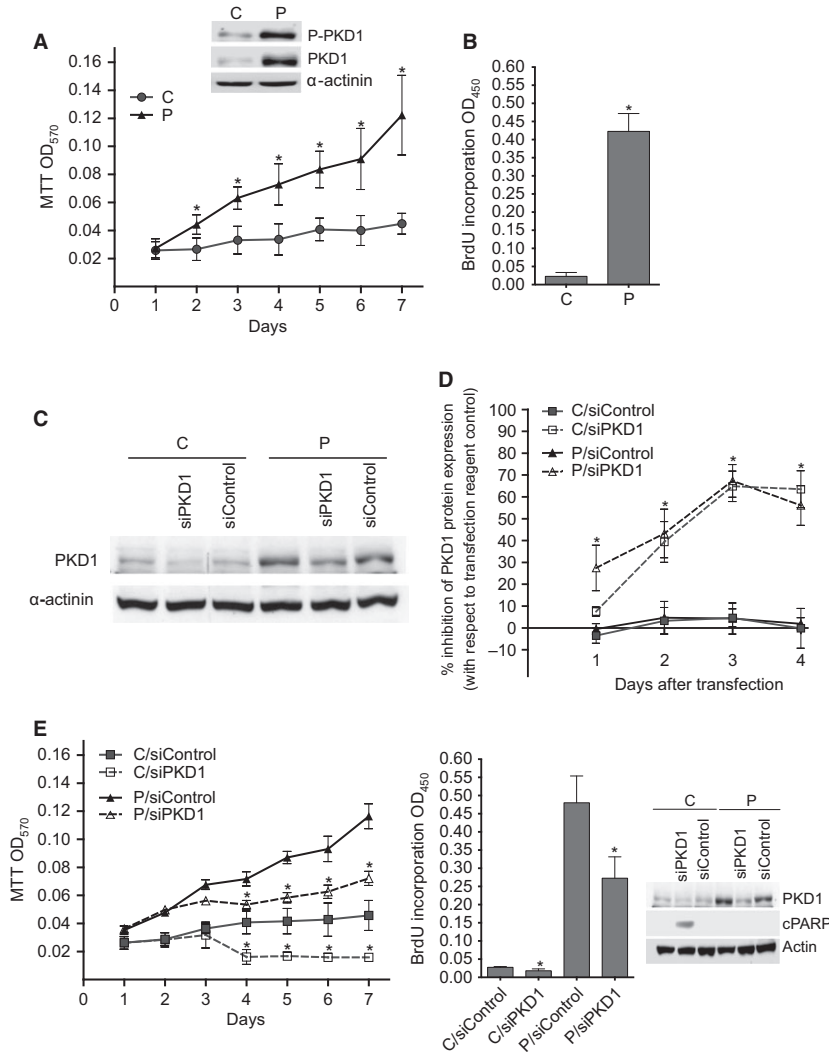 A
C P
P-PKD1
PKD1
α-actinin
C
P
MTT OD570
0.16
0.14
0.12
0.10
0.08
0.06
0.04
0.02
* * * * * *
0 1 2 3 4 5 6 7
Days
B
BrdU incorporation OD450
0.60
0.55
0.50
0.45
0.40
0.35
0.30
0.25
0.20
0.15
0.10
0.05
0.00
*
C P
C
C P
siPKD1 siControl siPKD1 siControl
PKD1
α-actinin
D
% inhibition of PKD1 protein expression
(with respect to transfection reagent control)
100
90
80
70
60
50
40
30
20
10
0
–10
C/siControl
C/siPKD1
P/siControl
P/siPKD1
* * * *
1 2 3 4
Days after transfection
E
MTT OD570
0.16
0.14
0.12
0.10
0.08
0.06
0.04
0.02
C/siControl
C/siPKD1
P/siControl
P/siPKD1
* * * *
* * * *
0 1 2 3 4 5 6 7
Days
BrdU incorporation OD450
0.60
0.55
0.50
0.45
0.40
0.35
0.30
0.25
0.20
0.15
0.10
0.05
0.00
* *
C/siControl
C/siPKD1
P/siControl
P/siPKD1
C P
siPKD1 siControl siPKD1 siControl
PKD1
cPARP
Actin